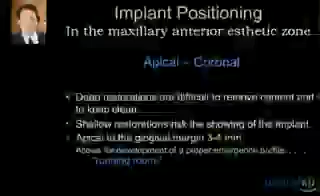 Implant Positioning
In the maxillary anterior esthetic zone
Apical - Coronal
• Deep restorations are difficult to remove cement and
to keep clean
• Shallow restorations risk the showing of the implant
• Apical to the gingival margin 3-4 mm
Allows for development of a proper emergence profile
"running room"